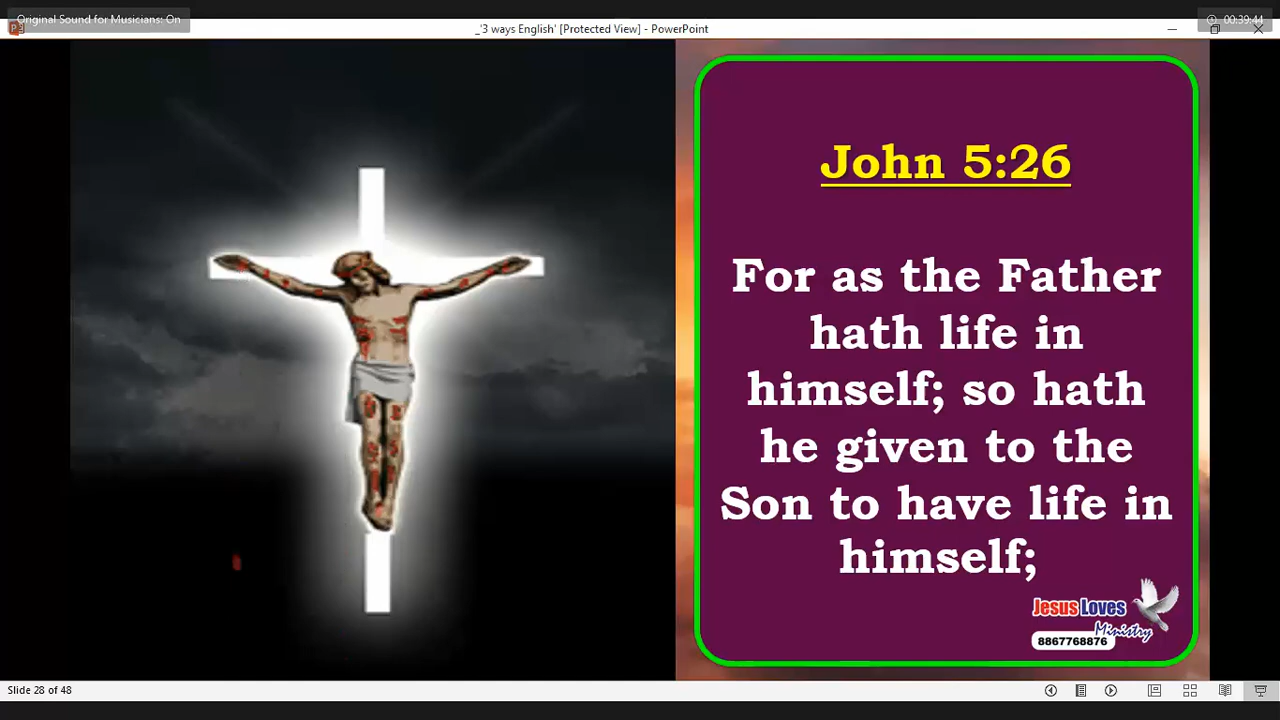 Original Sound for Musicians: On
_'3 ways English' [Protected View] - PowerPoint
00:39:44
John 5:26
For as the Father
hath life in
himself; so hath
he given to the
Son to have life in
himself;
Jesus Loves
Ministry
8867768876
Slide 28 of 48